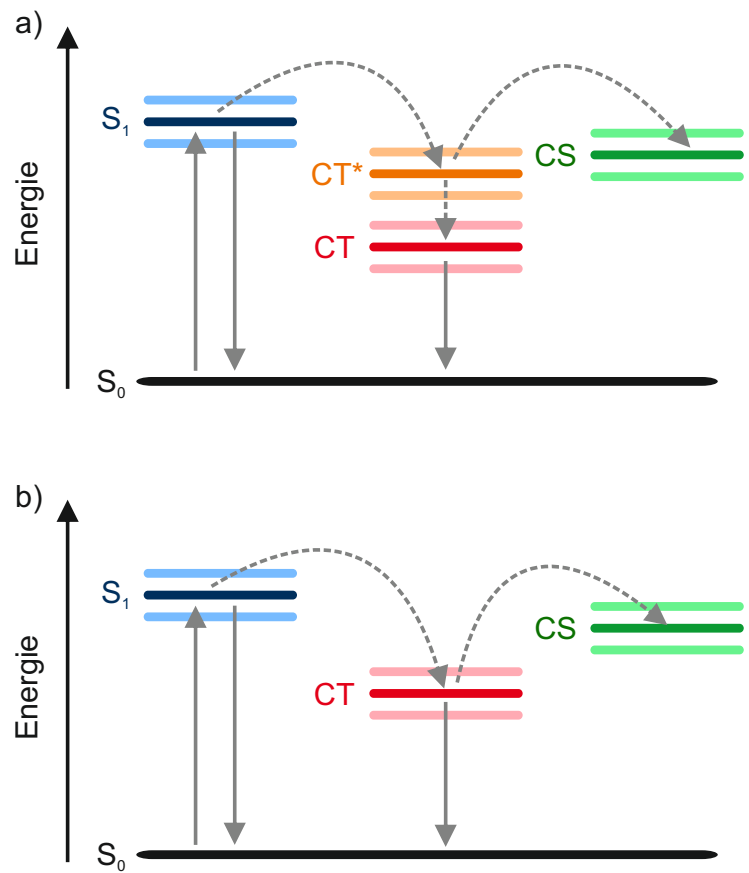 a)
Energie
S₁
CT*
CS
CT
S₀
b)
Energie
S₁
CS
CT
S₀